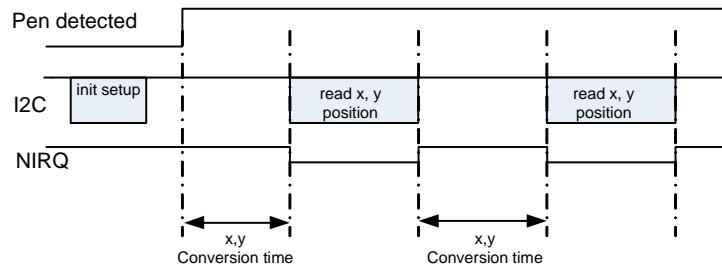 Pen detected
I2C
init setup
read x, y
position
read x, y
position
NIRQ
x,y
Conversion time
x,y
Conversion time